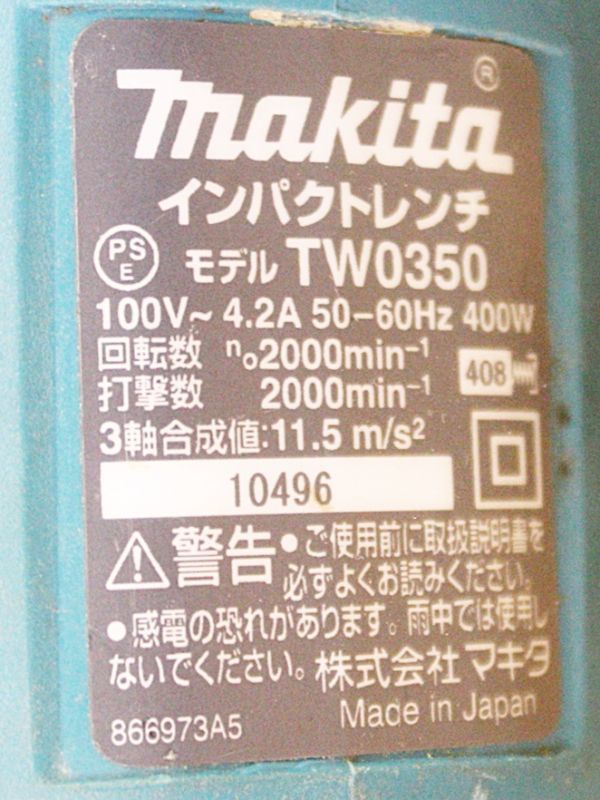 makita®
インパクトレンチ
PS
E
モデル TW0350
100V~ 4.2A 50-60Hz 400W
回転数 no2000min-1
打撃数 2000min-1
408
3軸合成値:11.5 m/s2
10496
警告 ●ご使用前に取扱説明書を
必ずよくお読みください。
●感電の恐れがあります。雨中では使用し
ないでください。 株式会社 マキタ
866973A5 Made in Japan